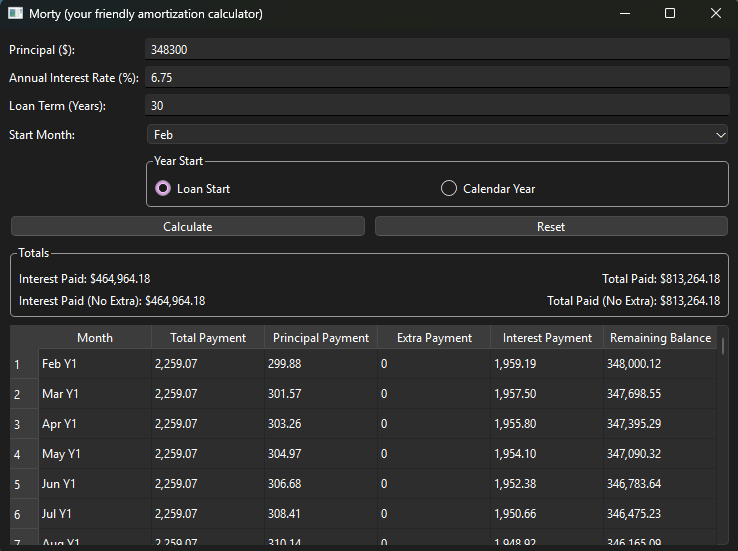 Morty (your friendly amortization calculator)
Principal ($): 348300
Annual Interest Rate (%): 6.75
Loan Term (Years): 30
Start Month: Feb
Year Start
Loan Start Calendar Year
Calculate Reset
Totals
Interest Paid: $464,964.18 Total Paid: $813,264.18
Interest Paid (No Extra): $464,964.18 Total Paid (No Extra): $813,264.18
Month Total Payment Principal Payment Extra Payment Interest Payment Remaining Balance
1 Feb Y1 2,259.07 299.88 0 1,959.19 348,000.12
2 Mar Y1 2,259.07 301.57 0 1,957.50 347,698.55
3 Apr Y1 2,259.07 303.26 0 1,955.80 347,395.29
4 May Y1 2,259.07 304.97 0 1,954.10 347,090.32
5 Jun Y1 2,259.07 306.68 0 1,952.38 346,783.64
6 Jul Y1 2,259.07 308.41 0 1,950.66 346,475.23
7 Aug Y1 2,259.07 310.14 0 1,948.92 346,165.09